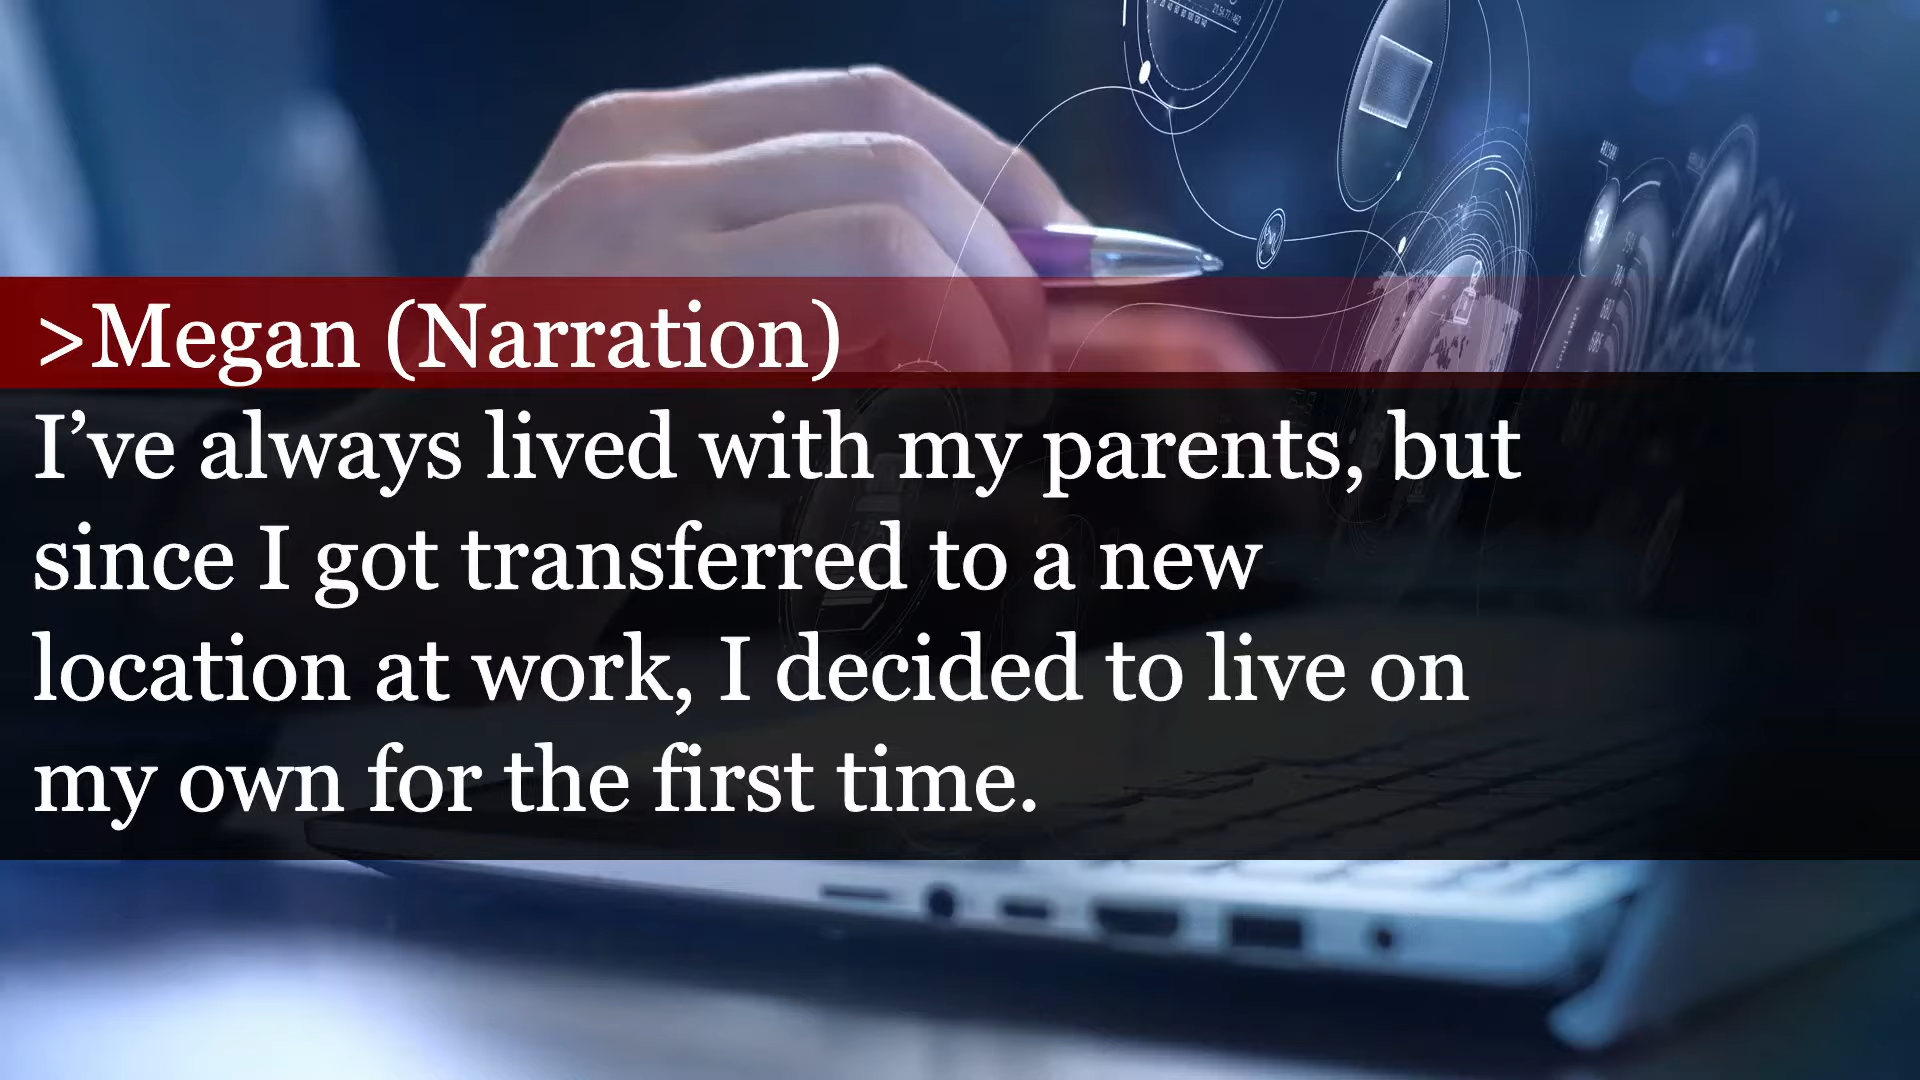 >Megan (Narration)
I’ve always lived with my parents, but
since I got transferred to a new
location at work, I decided to live on
my own for the first time.